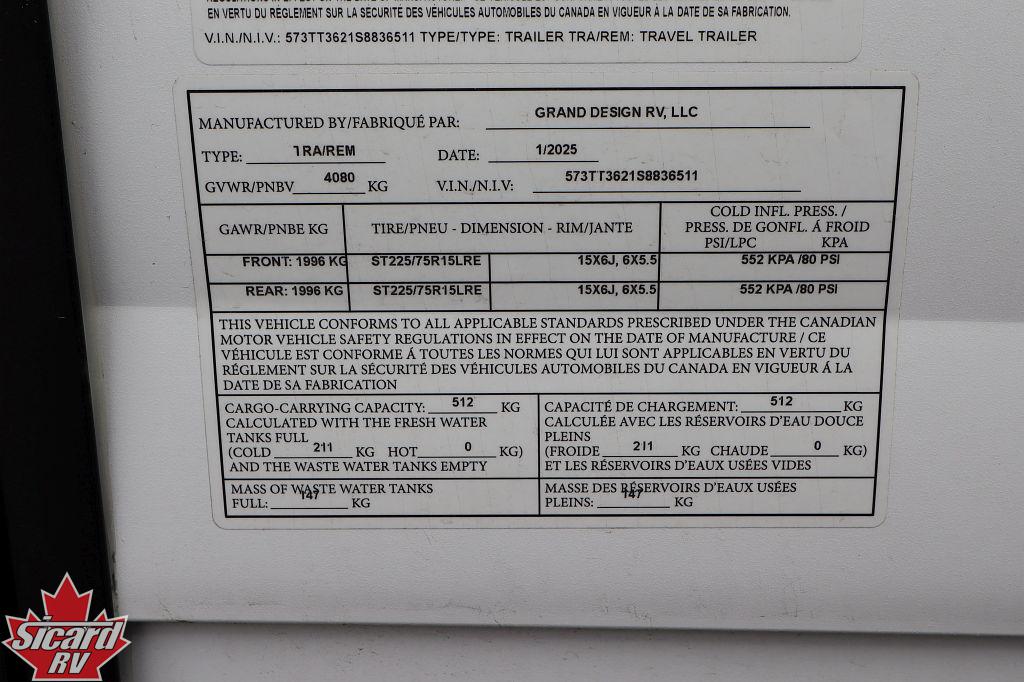 EN VERTU DU RÈGLEMENT SUR LA SÉCURITÉ DES VÉHICULES AUTOMOBILES DU CANADA EN VIGUEUR À LA DATE DE SA FABRICATION.
V.I.N./N.I.V.: 573TT3621S8836511 TYPE/TYPE: TRAILER TRA/REM: TRAVEL TRAILER
MANUFACTURED BY/FABRIQUÉ PAR: GRAND DESIGN RV, LLC
TYPE: TRA/REM DATE: 1/2025
GVWR/PNBV 4080 KG V.I.N./N.I.V: 573TT3621S8836511
GAWR/PNBE KG TIRE/PNEU - DIMENSION - RIM/JANTE COLD INFL. PRESS. /
PRESS. DE GONFL. Á FROID
PSI/LPC KPA
FRONT: 1996 KG ST225/75R15LRE 15X6J, 6X5.5 552 KPA /80 PSI
REAR: 1996 KG ST225/75R15LRE 15X6J, 6X5.5 552 KPA /80 PSI
THIS VEHICLE CONFORMS TO ALL APPLICABLE STANDARDS PRESCRIBED UNDER THE CANADIAN
MOTOR VEHICLE SAFETY REGULATIONS IN EFFECT ON THE DATE OF MANUFACTURE / CE
VÉHICULE EST CONFORME Á TOUTES LES NORMES QUI LUI SONT APPLICABLES EN VERTU DU
RÉGLEMENT SUR LA SÉCURITÉ DES VÉHICULES AUTOMOBILES DU CANADA EN VIGUEUR Á LA
DATE DE SA FABRICATION
CARGO-CARRYING CAPACITY: 512 KG
CALCULATED WITH THE FRESH WATER
TANKS FULL
(COLD 211 KG HOT 0 KG)
AND THE WASTE WATER TANKS EMPTY
CAPACITÉ DE CHARGEMENT: 512 KG
CALCULÉE AVEC LES RÉSERVOIRS D'EAU DOUCE
PLEINS
(FROIDE 211 KG CHAUDE 0 KG)
ET LES RÉSERVOIRS D'EAUX USÉES VIDES
MASS OF WASTE WATER TANKS
FULL: 147 KG
MASSE DES RÉSERVOIRS D'EAUX USÉES
PLEINS: 147 KG
Sicard
RV